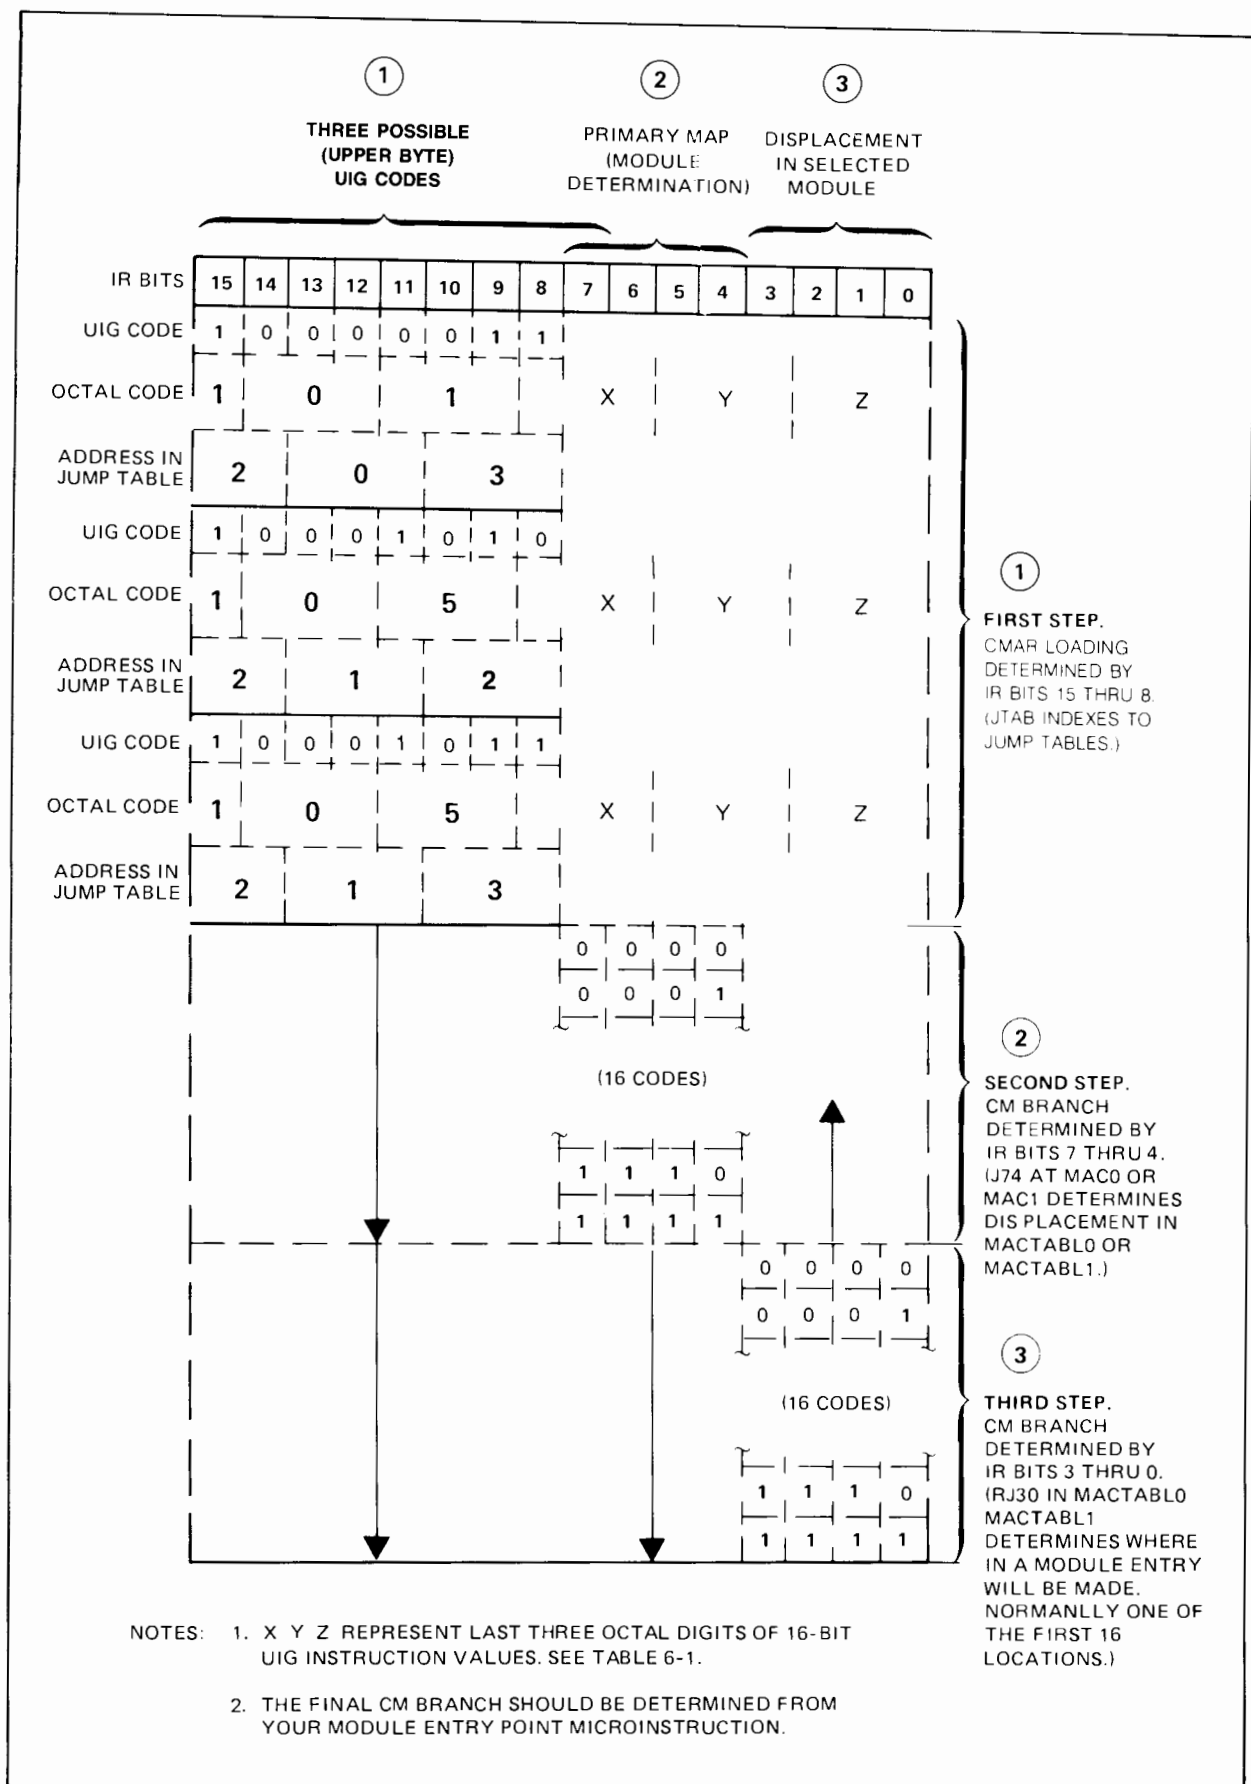 1
THREE POSSIBLE
(UPPER BYTE)
UIG CODES
2
PRIMARY MAP
(MODULE
DETERMINATION)
3
DISPLACEMENT
IN SELECTED
MODULE
IR BITS 15 14 13 12 11 10 9 8 7 6 5 4 3 2 1 0
UIG CODE 1 0 0 0 0 0 1 1
OCTAL CODE 1 0 1 X Y Z
ADDRESS IN
JUMP TABLE 2 0 3
UIG CODE 1 0 0 0 1 0 1 0
OCTAL CODE 1 0 5 X Y Z
ADDRESS IN
JUMP TABLE 2 1 2
UIG CODE 1 0 0 0 1 0 1 1
OCTAL CODE 1 0 5 X Y Z
ADDRESS IN
JUMP TABLE 2 1 3
1
FIRST STEP.
CMAR LOADING
DETERMINED BY
IR BITS 15 THRU 8.
(JTAB INDEXES TO
JUMP TABLES.)
0 0 0 0
0 0 0 1
(16 CODES)
1 1 1 0
1 1 1 1
2
SECOND STEP.
CM BRANCH
DETERMINED BY
IR BITS 7 THRU 4.
(J74 AT MAC0 OR
MAC1 DETERMINES
DISPLACEMENT IN
MACTABL0 OR
MACTABL1.)
0 0 0 0
0 0 0 1
(16 CODES)
1 1 1 0
1 1 1 1
3
THIRD STEP.
CM BRANCH
DETERMINED BY
IR BITS 3 THRU 0.
(RJ30 IN MACTABL0
MACTABL1
DETERMINES WHERE
IN A MODULE ENTRY
WILL BE MADE.
NORMANLLY ONE OF
THE FIRST 16
LOCATIONS.)
NOTES: 1. X Y Z REPRESENT LAST THREE OCTAL DIGITS OF 16-BIT
UIG INSTRUCTION VALUES. SEE TABLE 6-1.
2. THE FINAL CM BRANCH SHOULD BE DETERMINED FROM
YOUR MODULE ENTRY POINT MICROINSTRUCTION.